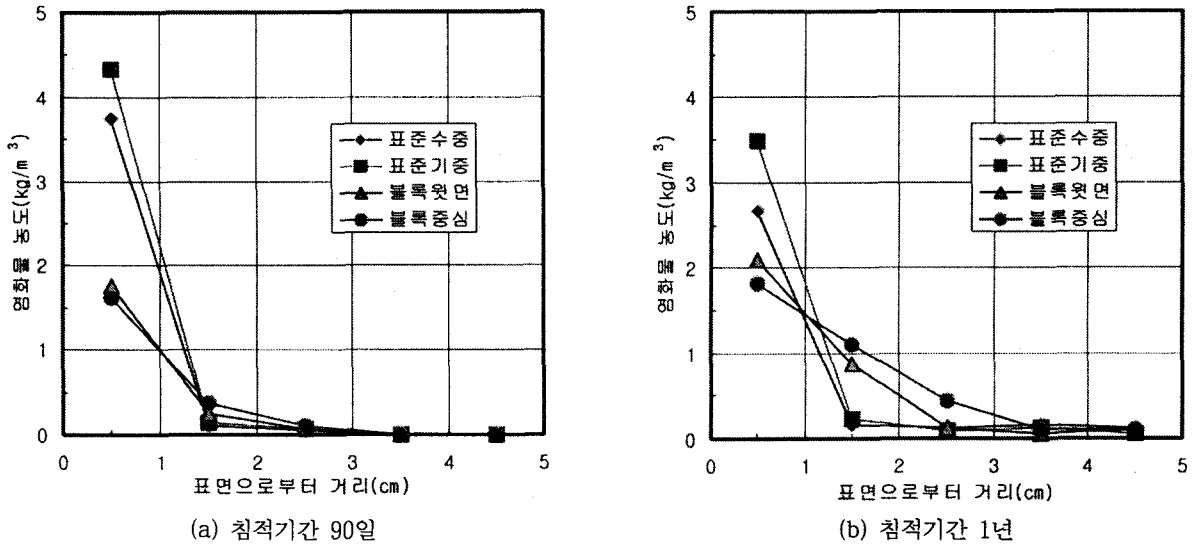 5
4
3
2
1
0
염화물 농도(kg/m³)
표준수중
표준기중
블록윗면
블록중심
0 1 2 3 4 5
표면으로부터 거리(cm)
(a) 침적기간 90일
5
4
3
2
1
0
염화물 농도(kg/m³)
표준수중
표준기중
블록윗면
블록중심
0 1 2 3 4 5
표면으로부터 거리(cm)
(b) 침적기간 1년